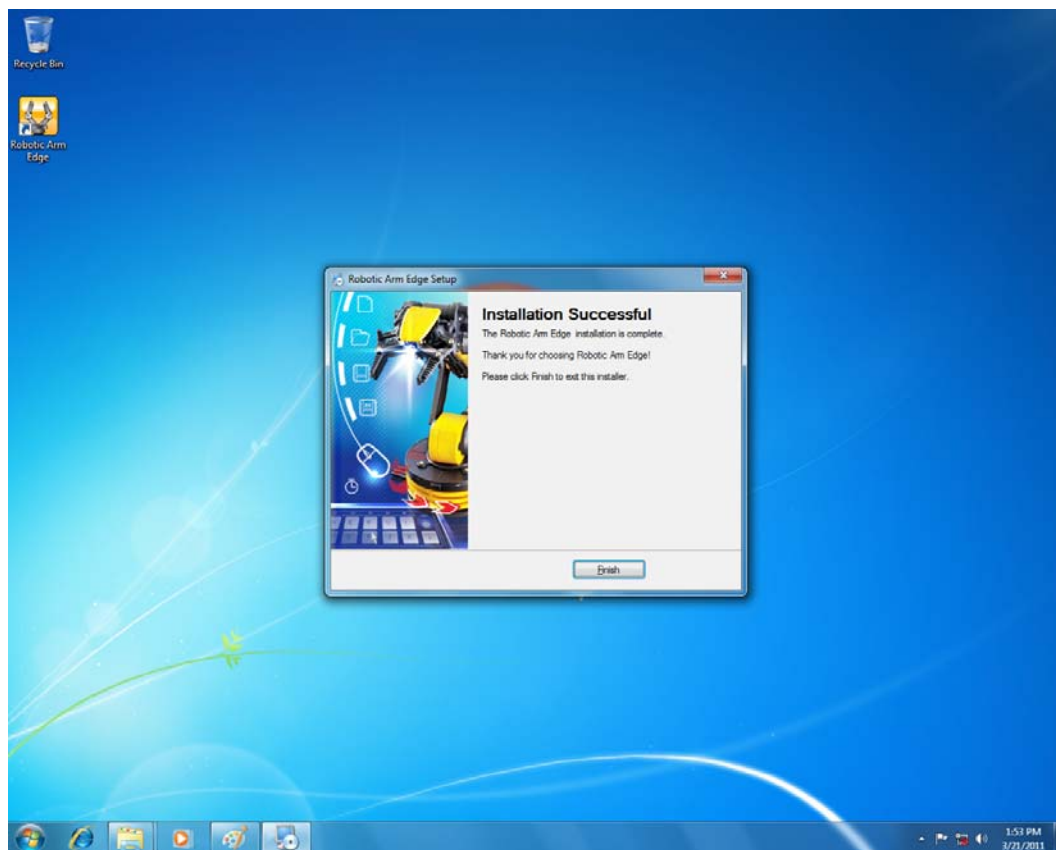 Recycle Bin
Robotic Arm
Edge
Robotic Arm Edge Setup
Installation Successful
The Robotic Arm Edge installation is complete.
Thank you for choosing Robotic Arm Edge!
Please click Finish to exit this installer.
Finish
1:53 PM
3/21/2011